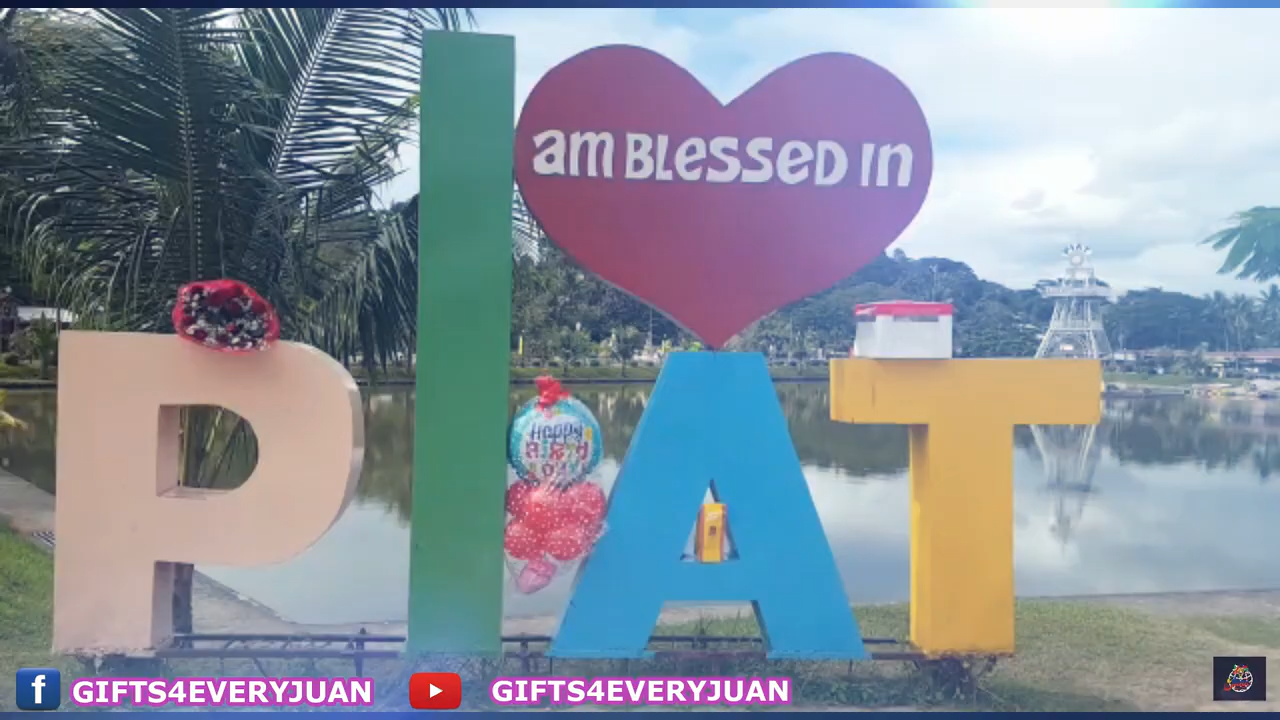 am BLESSED In
PIAT
Happy
BIRTHDAY
GIFTS4EVERYJUAN
GIFTS4EVERYJUAN